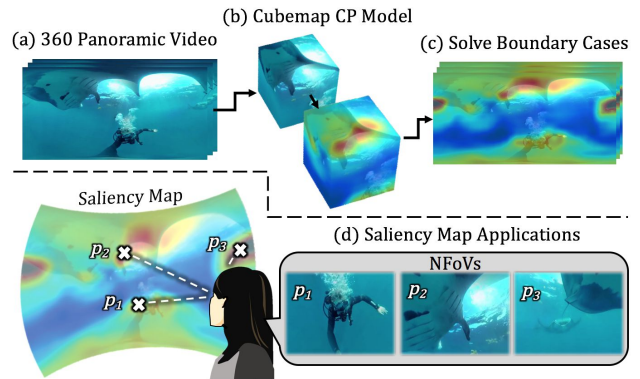 (a) 360 Panoramic Video
(b) Cubemap CP Model
(c) Solve Boundary Cases
Saliency Map
p2
p3
p1
(d) Saliency Map Applications
NFoVs
p1
p2
p3